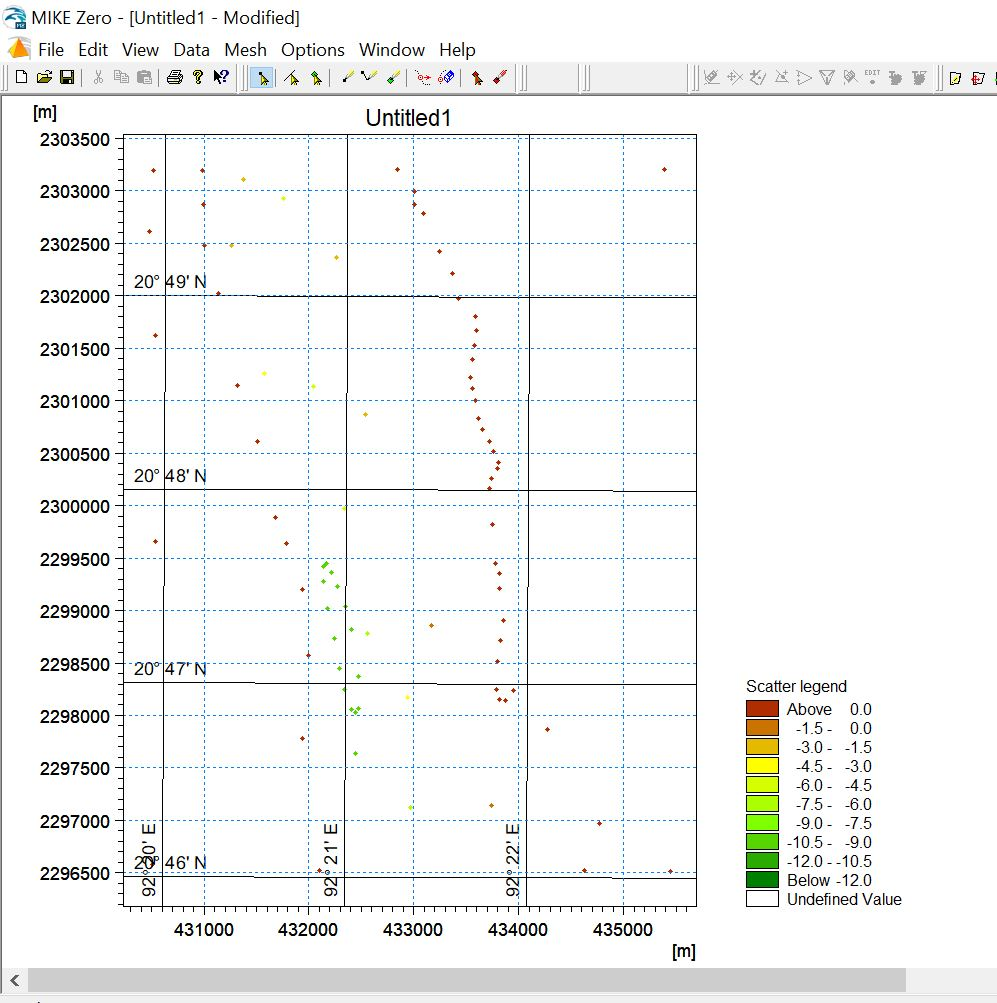 MIKE Zero - [Untitled1 - Modified]
File Edit View Data Mesh Options Window Help
EDIT
[m]
Untitled1
2303500
2303000
2302500
20° 49' N
2302000
2301500
2301000
2300500
20° 48' N
2300000
2299500
2299000
2298500
20° 47' N
2298000
2297500
2297000
20° 46' N
2296500
92° 20' E
92° 21' E
92° 22' E
431000 432000 433000 434000 435000
[m]
Scatter legend
Above 0.0
-1.5 - 0.0
-3.0 - -1.5
-4.5 - -3.0
-6.0 - -4.5
-7.5 - -6.0
-9.0 - -7.5
-10.5 - -9.0
-12.0 - -10.5
Below -12.0
Undefined Value